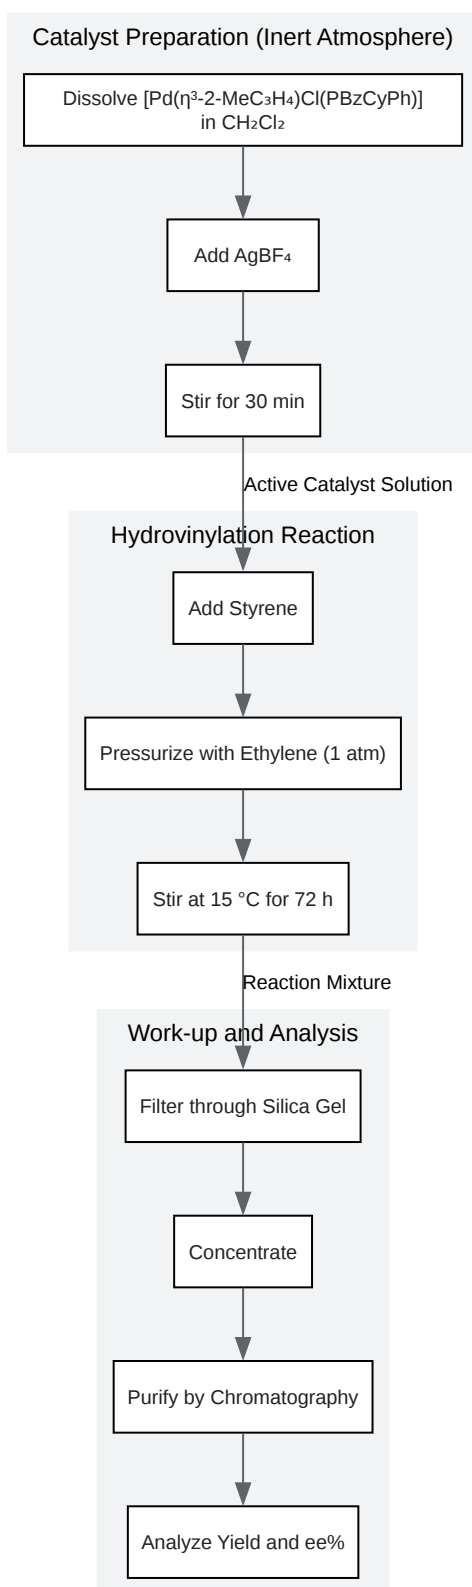 Catalyst Preparation (Inert Atmosphere)
Dissolve [Pd(η³-2-MeC₃H₄)Cl(PBzCyPh)]
in CH₂Cl₂
Add AgBF₄
Stir for 30 min
Active Catalyst Solution
Hydrovinylation Reaction
Add Styrene
Pressurize with Ethylene (1 atm)
Stir at 15 °C for 72 h
Reaction Mixture
Work-up and Analysis
Filter through Silica Gel
Concentrate
Purify by Chromatography
Analyze Yield and ee%